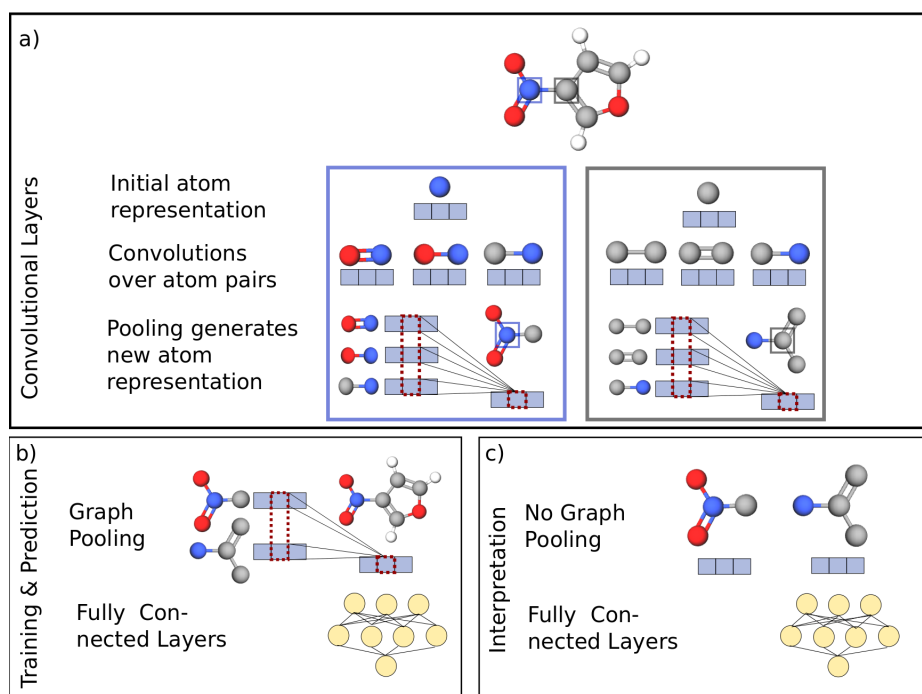 a)
Convolutional Layers
Initial atom
representation
Convolutions
over atom pairs
Pooling generates
new atom
representation
b)
Training & Prediction
Graph
Pooling
Fully Con-
nected Layers
c)
Interpretation
No Graph
Pooling
Fully Con-
nected Layers